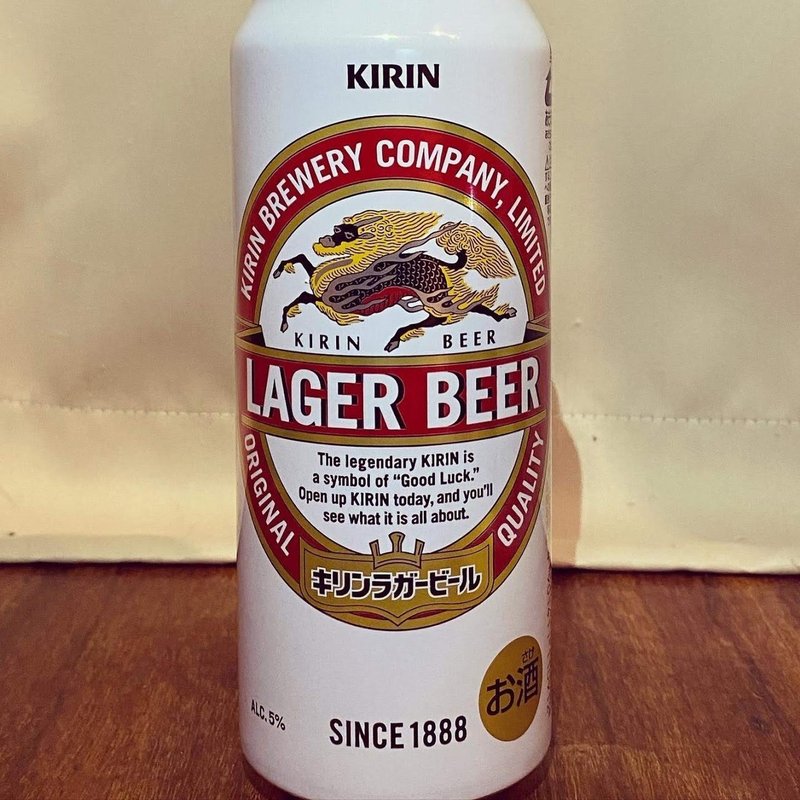 KIRIN
KIRIN BREWERY COMPANY, LIMITED
KIRIN BEER
LAGER BEER
ORIGINAL QUALITY
The legendary KIRIN is
a symbol of “Good Luck.”
Open up KIRIN today, and you'll
see what it is all about.
キリンラガービール
さけ
お酒
ALC. 5%
SINCE 1888